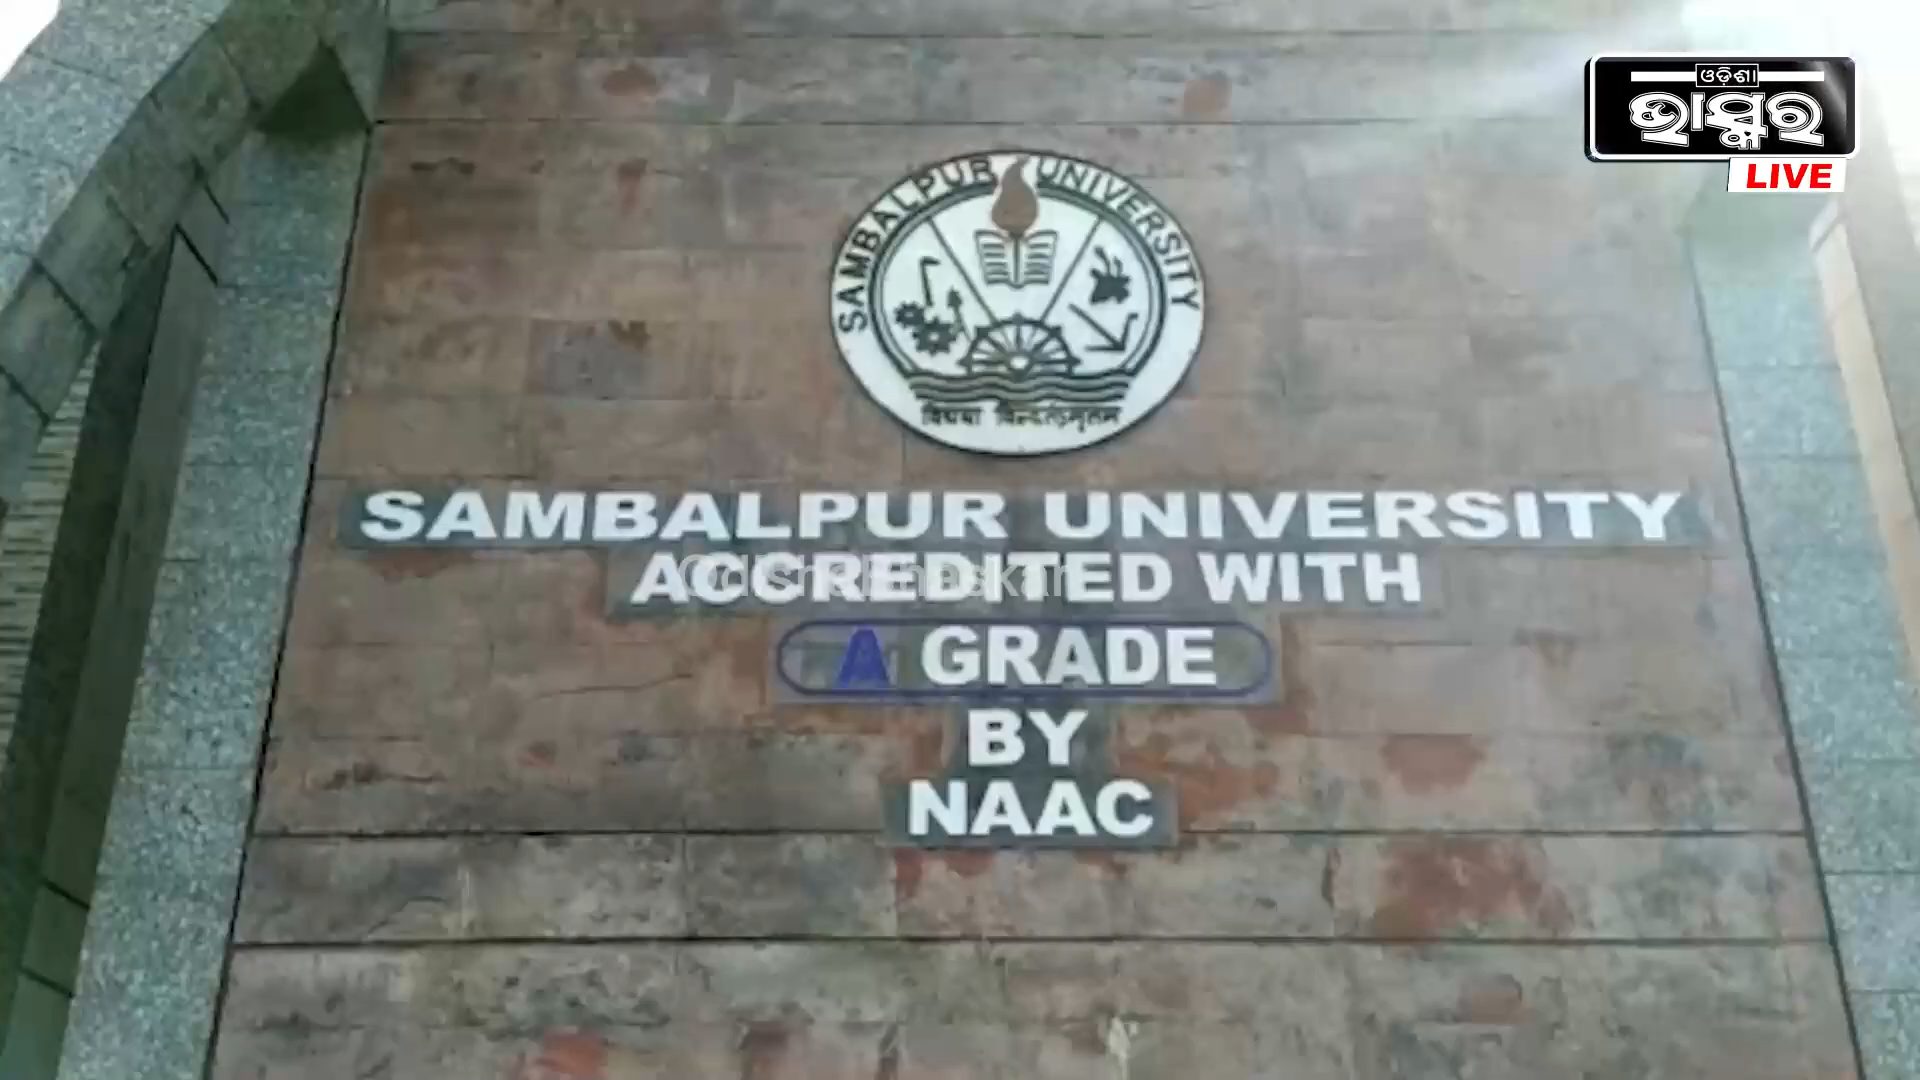 ଓଡ଼ିଶା
ଭାସ୍କର
LIVE
SAMBALPUR UNIVERSITY
SAMBALPUR UNIVERSITY
ACCREDITED WITH
A GRADE
BY
NAAC